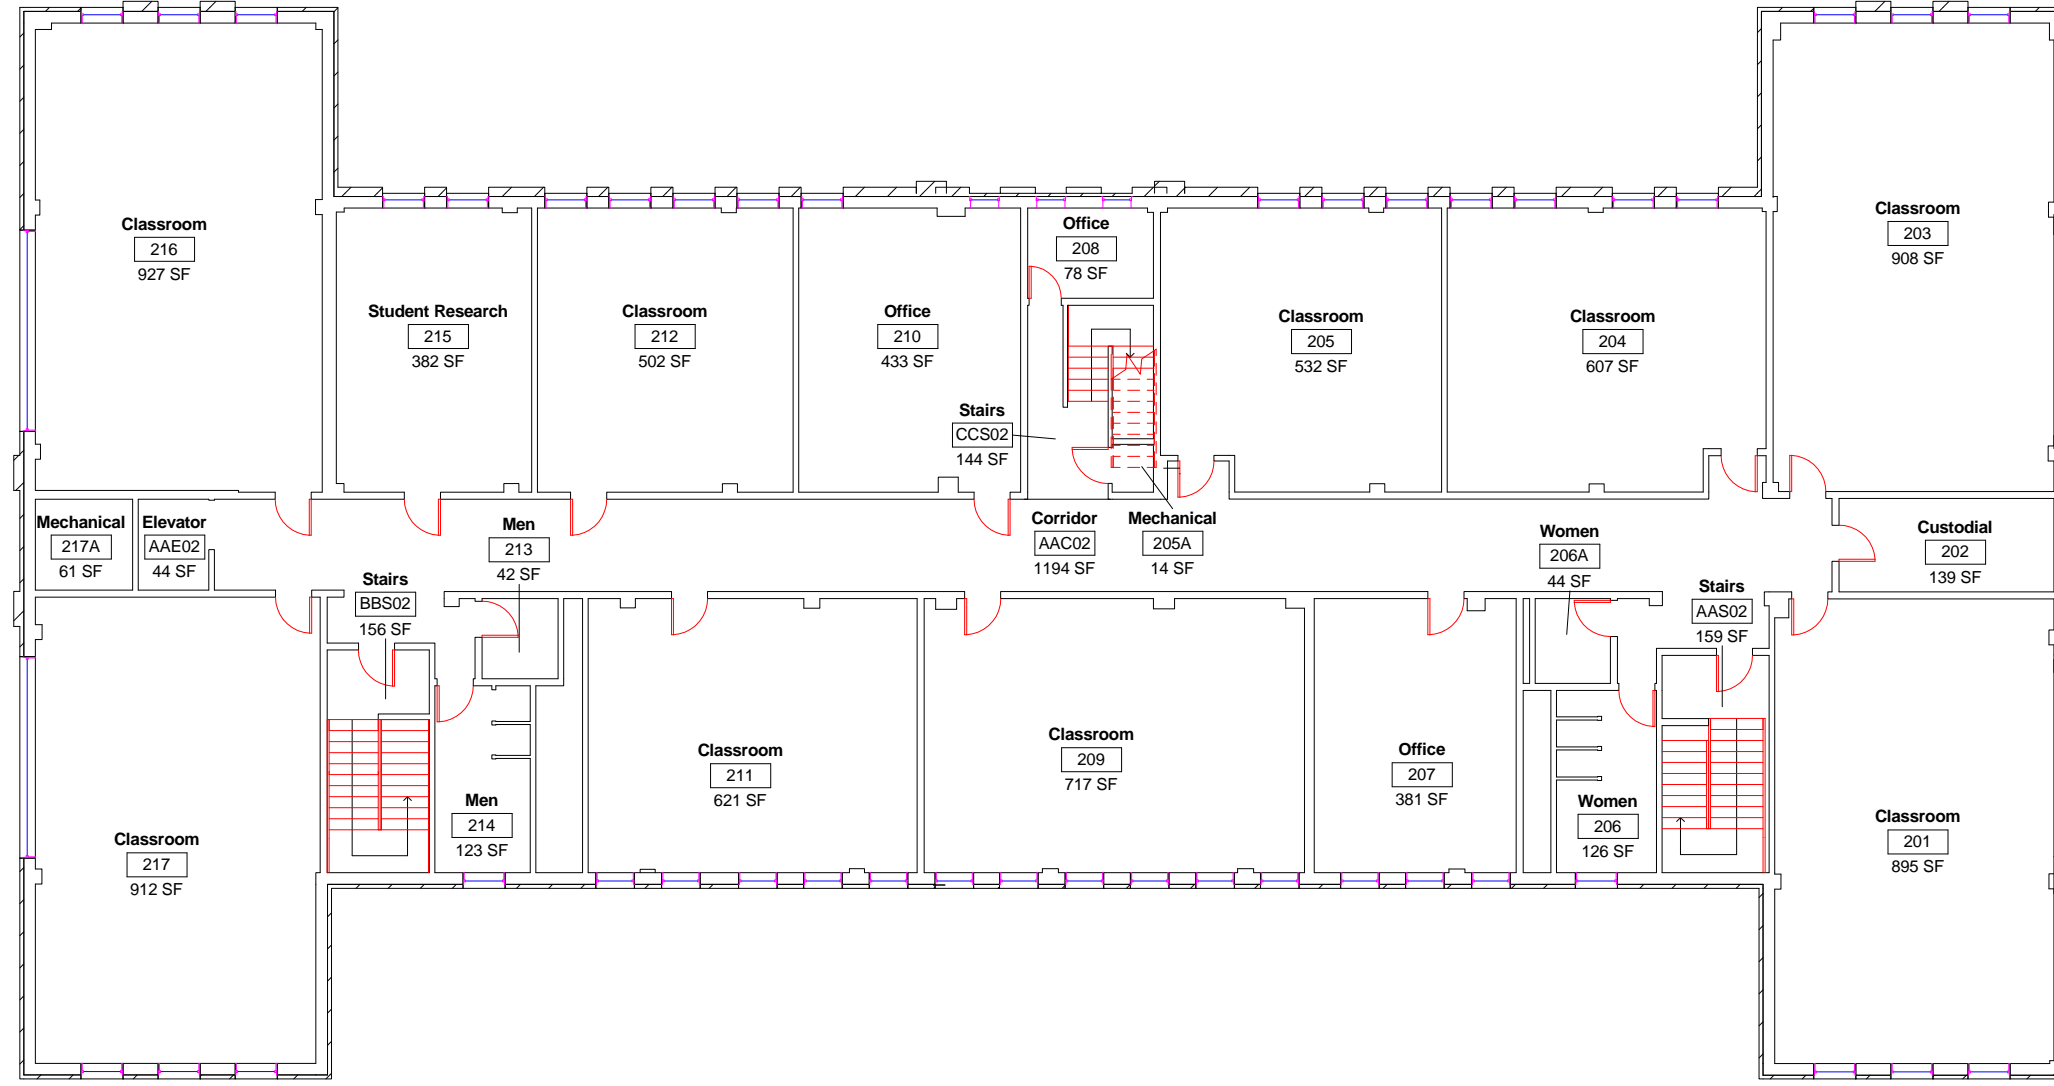 Classroom
216
927 SF
Classroom
203
908 SF
Office
208
78 SF
Student Research
215
382 SF
Classroom
212
502 SF
Office
210
433 SF
Classroom
205
532 SF
Classroom
204
607 SF
Stairs
CCS02
144 SF
Mechanical
217A
61 SF
Elevator
AAE02
44 SF
Men
213
42 SF
Corridor
AAC02
1194 SF
Mechanical
205A
14 SF
Women
206A
44 SF
Custodial
202
139 SF
Stairs
BBS02
156 SF
Stairs
AAS02
159 SF
Classroom
217
912 SF
Men
214
123 SF
Classroom
211
621 SF
Classroom
209
717 SF
Office
207
381 SF
Women
206
126 SF
Classroom
201
895 SF